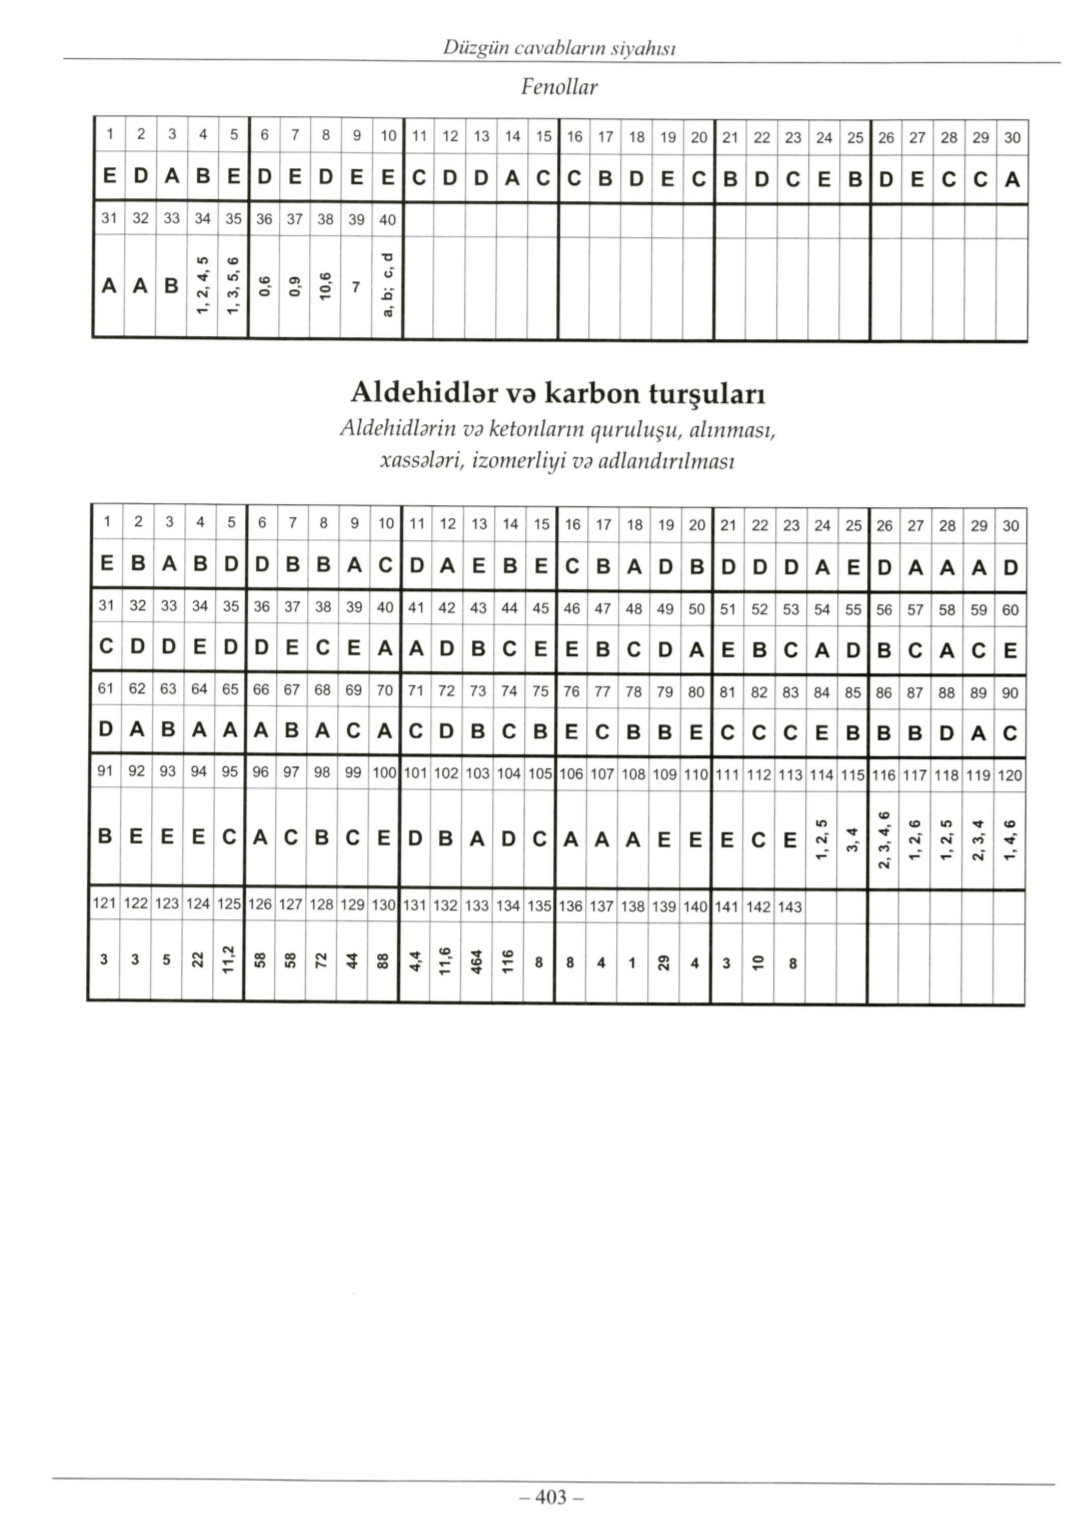 Düzgün cavabların siyahısı
Fenollar
1 2 3 4 5 6 7 8 9 10 11 12 13 14 15 16 17 18 19 20 21 22 23 24 25 26 27 28 29 30
E D A B E D E D E E C D D A C C B D E C B D C E B D E C C A
31 32 33 34 35 36 37 38 39 40
A A B 1, 2, 4, 5 1, 3, 5, 6 0,6 0,9 10,6 7 a, b; c, d
Aldehidlər və karbon turşuları
Aldehidlərin və ketonların quruluşu, alınması,
xassələri, izomerliyi və adlandırılması
1 2 3 4 5 6 7 8 9 10 11 12 13 14 15 16 17 18 19 20 21 22 23 24 25 26 27 28 29 30
E B A B D D B B A C D A E B E C B A D B D D D A E D A A A D
31 32 33 34 35 36 37 38 39 40 41 42 43 44 45 46 47 48 49 50 51 52 53 54 55 56 57 58 59 60
C D D E D D E C E A A D B C E E B C D A E B C A D B C A C E
61 62 63 64 65 66 67 68 69 70 71 72 73 74 75 76 77 78 79 80 81 82 83 84 85 86 87 88 89 90
D A B A A A B A C A C D B C B E C B B E C C C E B B B D A C
91 92 93 94 95 96 97 98 99 100 101 102 103 104 105 106 107 108 109 110 111 112 113 114 115 116 117 118 119 120
B E E E C A C B C E D B A D C A A A E E E C E 1, 2, 5 3, 4 2, 3, 4, 6 1, 2, 6 1, 2, 5 2, 3, 4 1, 4, 6
121 122 123 124 125 126 127 128 129 130 131 132 133 134 135 136 137 138 139 140 141 142 143
3 3 5 22 11,2 58 58 72 44 88 4,4 11,6 464 116 8 8 4 1 29 4 3 10 8
– 403 –